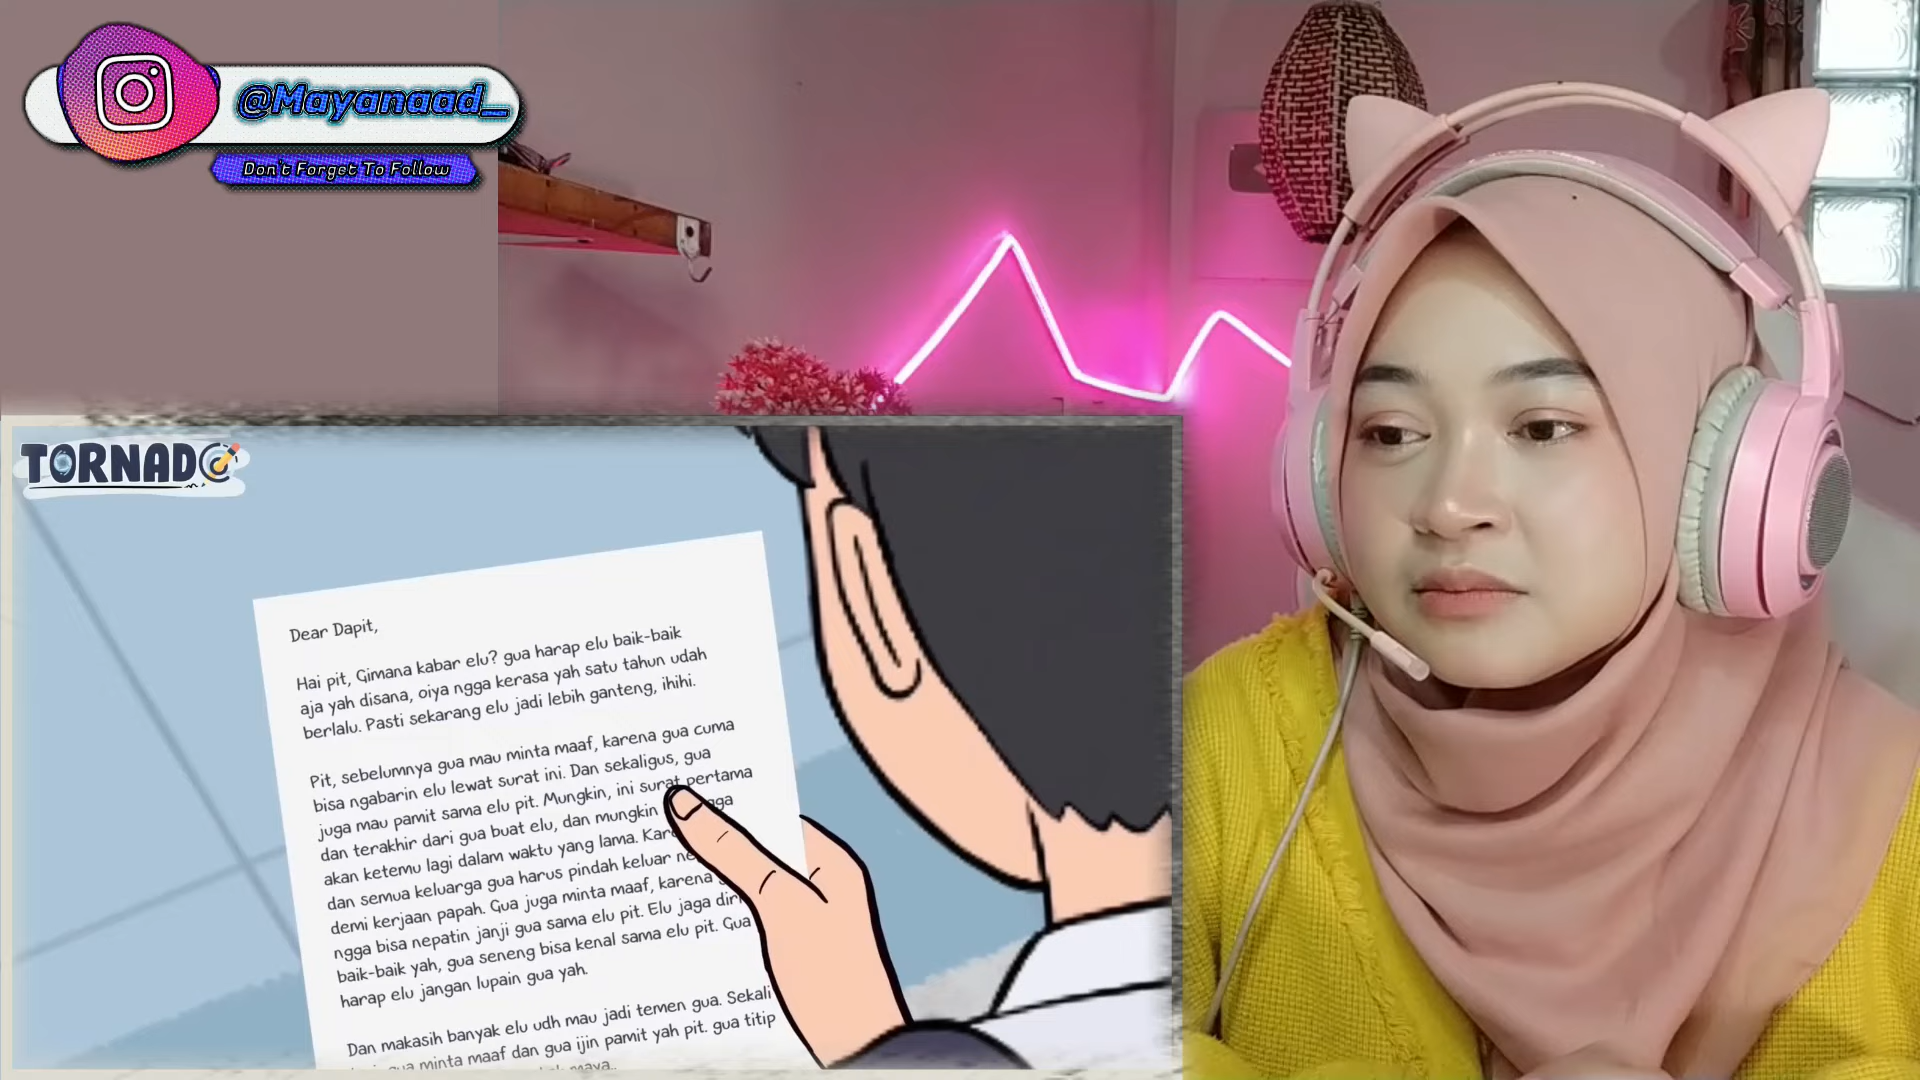 @Mayanaad_
Don't Forget To Follow
TORNADO
Dear Dapit,
Hai pit, Gimana kabar elu? gua harap elu baik-baik
aja yah disana, oiya ngga kerasa yah satu tahun udah
berlalu. Pasti sekarang elu jadi lebih ganteng, ihihi.
Pit, sebelumnya gua mau minta maaf, karena gua cuma
bisa ngabarin elu lewat surat ini. Dan sekaligus, gua
juga mau pamit sama elu pit. Mungkin, ini surat pertama
dan terakhir dari gua buat elu, dan mungkin
akan ketemu lagi dalam waktu yang lama.
dan semua keluarga gua harus pindah keluar
demi kerjaan papah. Gua juga minta maaf, karena
ngga bisa nepatin janji gua sama elu pit. Elu jaga
baik-baik yah, gua seneng bisa kenal sama elu pit. Gua
harap elu jangan lupain gua yah.
Dan makasih banyak elu udh mau jadi temen gua. Sekali
gua minta maaf dan gua ijin pamit yah pit. gua titip